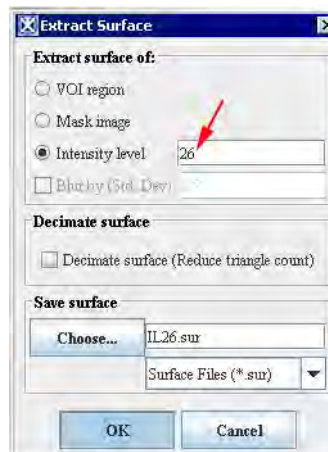 Extract Surface
Extract surface of:
VOI region
Mask image
Intensity level 26
Blur by (Std. Dev)
Decimate surface
Decimate surface (Reduce triangle count)
Save surface
Choose... IL26.sur
Surface Files (*.sur)
OK Cancel